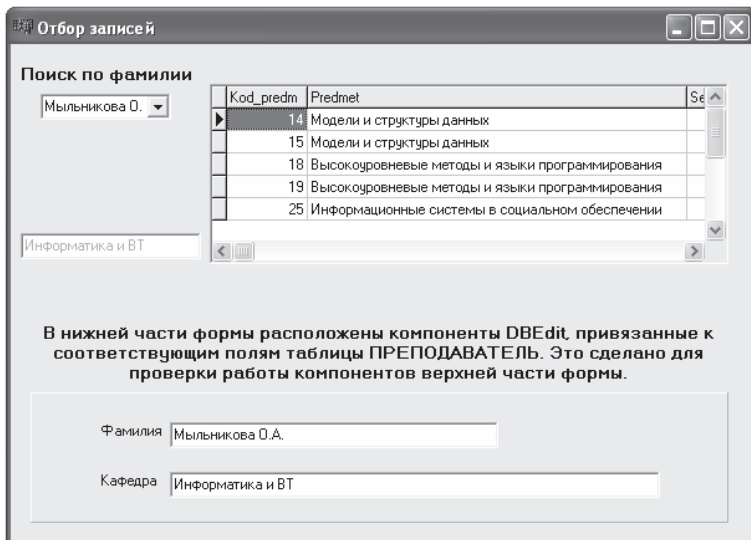 Отбор записей
Поиск по фамилии
Мыльникова О.
Kod_predm Predmet Se
14 Модели и структуры данных
15 Модели и структуры данных
18 Высокоуровневые методы и языки программирования
19 Высокоуровневые методы и языки программирования
25 Информационные системы в социальном обеспечении
Информатика и ВТ
В нижней части формы расположены компоненты DBEdit, привязанные к
соответствующим полям таблицы ПРЕПОДАВАТЕЛЬ. Это сделано для
проверки работы компонентов верхней части формы.
Фамилия Мыльникова О.А.
Кафедра Информатика и ВТ